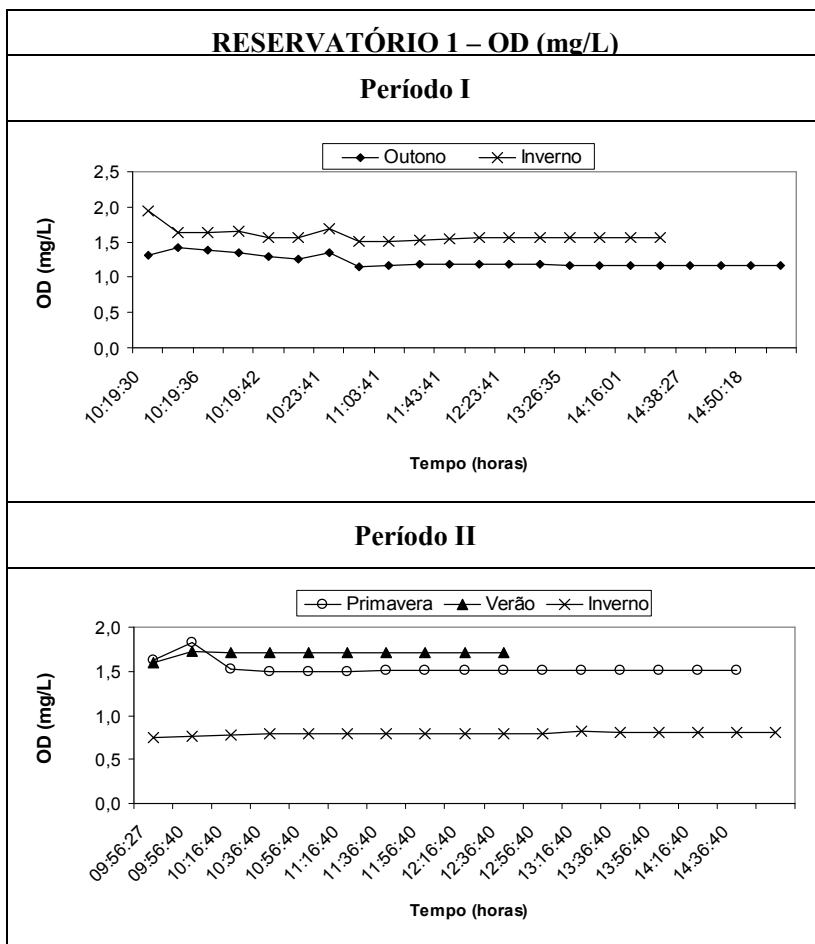 RESERVATÓRIO 1 – OD (mg/L)
Período I
Outono Inverno
2,5
2,0
1,5
1,0
0,5
0,0
OD (mg/L)
10:19:30 10:19:36 10:19:42 10:23:41 11:03:41 11:43:41 12:23:41 13:26:35 14:16:01 14:38:27 14:50:18
Tempo (horas)
Período II
Primavera Verão Inverno
2,0
1,5
1,0
0,5
0,0
OD (mg/L)
09:56:27 09:56:40 10:16:40 10:36:40 10:56:40 11:16:40 11:36:40 11:56:40 12:16:40 12:36:40 12:56:40 13:16:40 13:36:40 13:56:40 14:16:40 14:36:40
Tempo (horas)